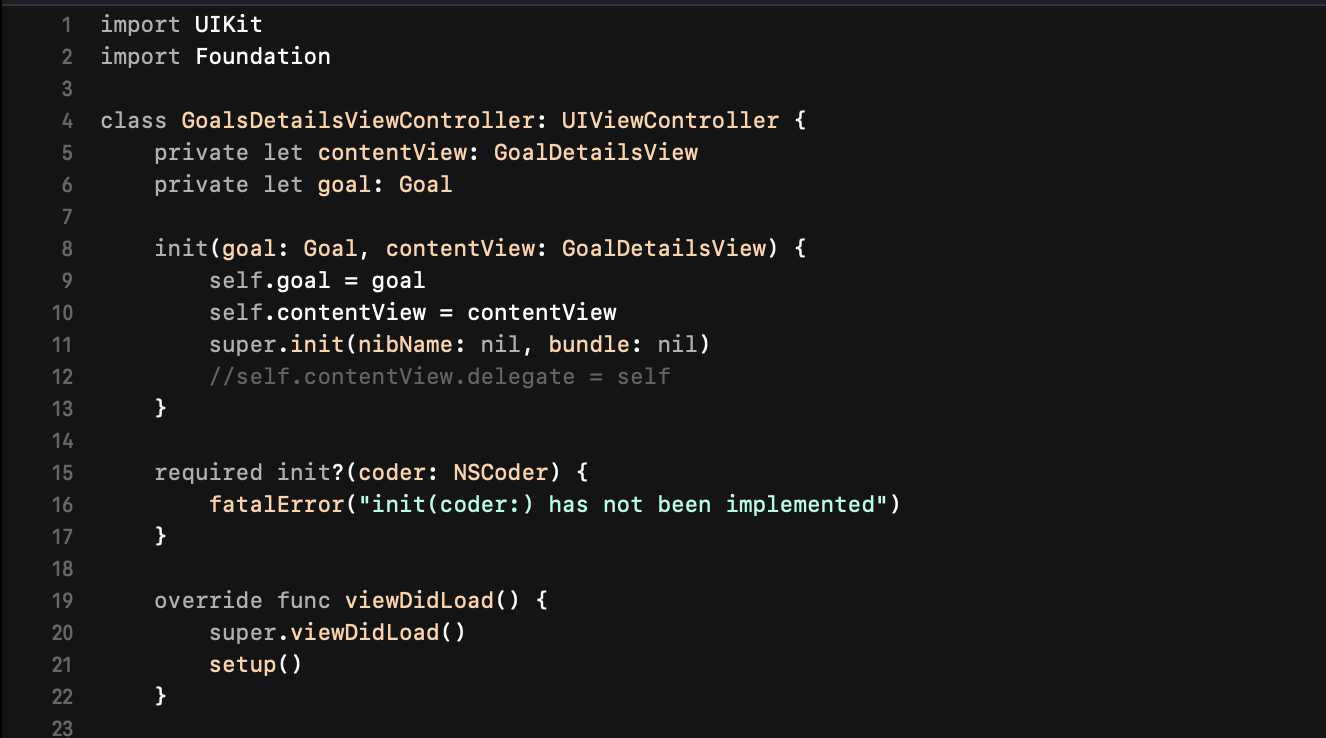 1 import UIKit
2 import Foundation
3
4 class GoalsDetailsViewController: UIViewController {
5     private let contentView: GoalDetailsView
6     private let goal: Goal
7
8     init(goal: Goal, contentView: GoalDetailsView) {
9         self.goal = goal
10         self.contentView = contentView
11         super.init(nibName: nil, bundle: nil)
12         //self.contentView.delegate = self
13     }
14
15     required init?(coder: NSCoder) {
16         fatalError("init(coder:) has not been implemented")
17     }
18
19     override func viewDidLoad() {
20         super.viewDidLoad()
21         setup()
22     }
23